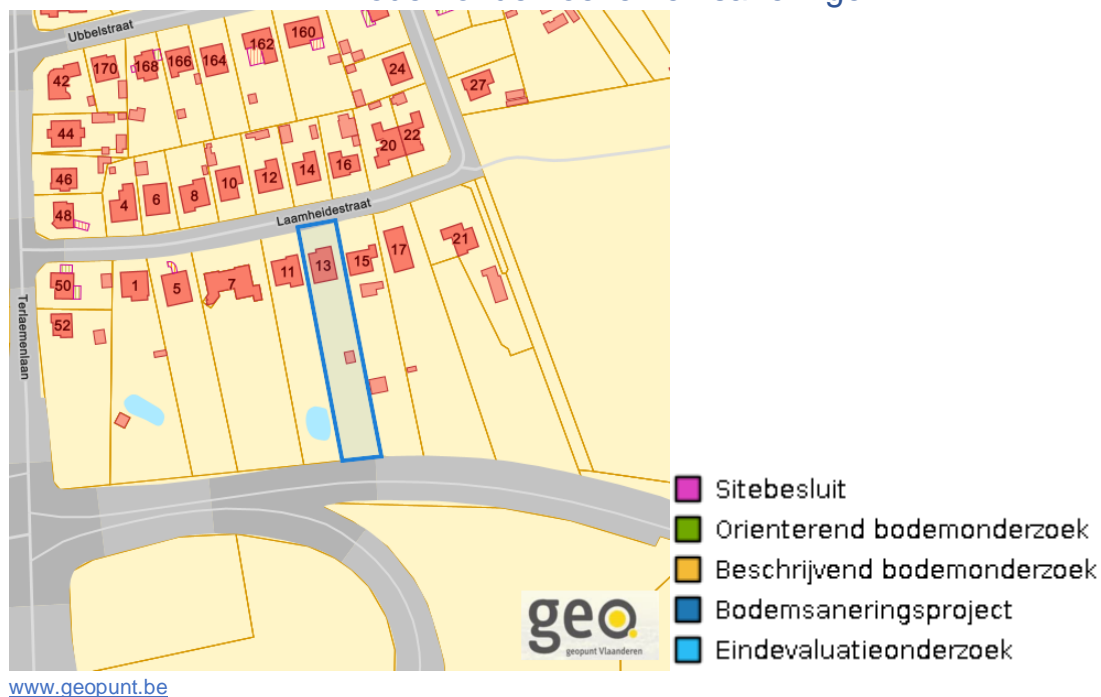 Ubbelstraat
160
162
42
170
168
166
164
24
27
44
22
20
46
16
14
12
10
8
6
4
48
Laamheidestraat
17
21
15
13
11
7
5
1
50
52
Terlaemenlaan
Sitebesluit
Orienterend bodemonderzoek
Beschrijvend bodemonderzoek
Bodemsaneringsproject
Eindevaluatieonderzoek
geo
geopunt Vlaanderen
www.geopunt.be